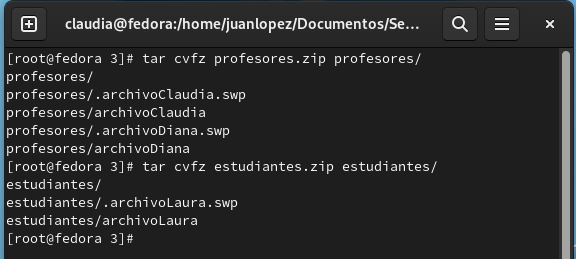 claudia@fedora:/home/juanlopez/Documentos/Se...
[root@fedora 3]# tar cvfz profesores.zip profesores/
profesores/
profesores/.archivoClaudia.swp
profesores/archivoClaudia
profesores/.archivoDiana.swp
profesores/archivoDiana
[root@fedora 3]# tar cvfz estudiantes.zip estudiantes/
estudiantes/
estudiantes/.archivoLaura.swp
estudiantes/archivoLaura
[root@fedora 3]#